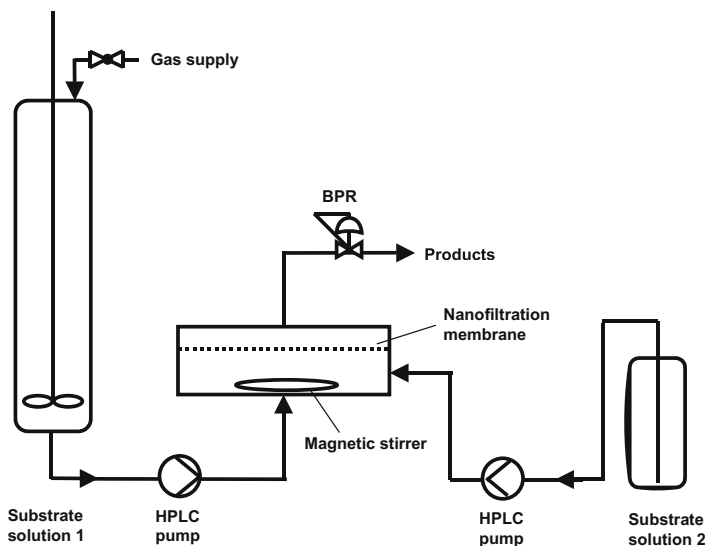 Gas supply
BPR
Products
Nanofiltration
membrane
Magnetic stirrer
Substrate
solution 1
HPLC
pump
HPLC
pump
Substrate
solution 2